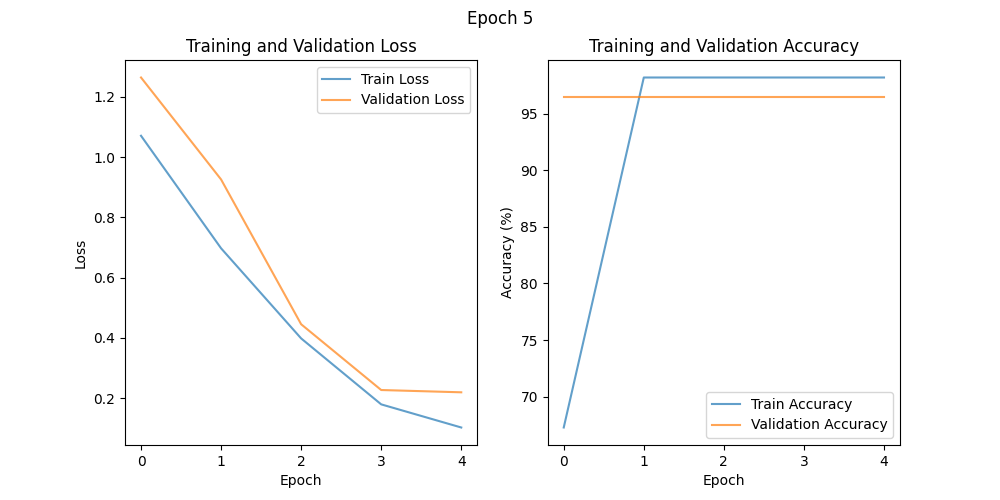 Epoch 5
Training and Validation Loss
Train Loss
Validation Loss
1.2
1.0
0.8
0.6
0.4
0.2
Loss
0 1 2 3 4
Epoch
Training and Validation Accuracy
95
90
85
80
75
70
Accuracy (%)
Train Accuracy
Validation Accuracy
0 1 2 3 4
Epoch